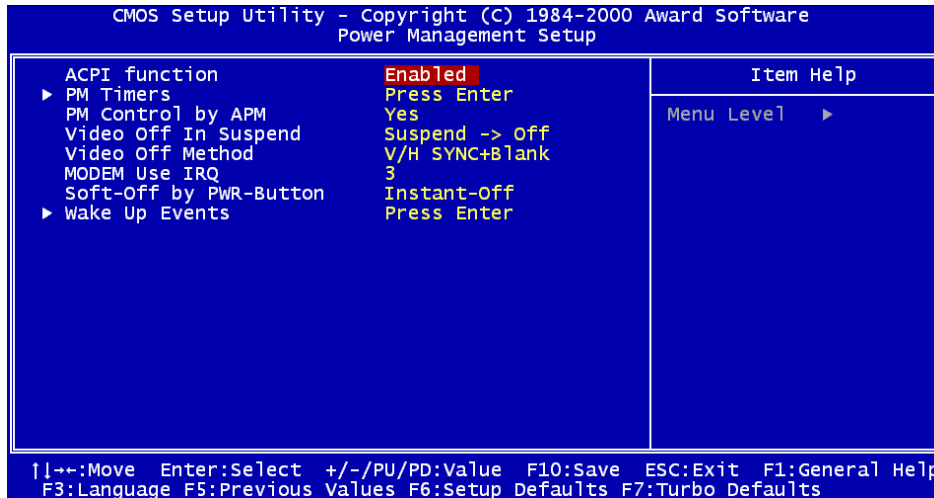 CMOS Setup Utility - Copyright (C) 1984-2000 Award Software
Power Management Setup
ACPI function Enabled
▶ PM Timers Press Enter
PM Control by APM Yes
Video Off In Suspend Suspend -> Off
Video Off Method V/H SYNC+Blank
MODEM Use IRQ 3
Soft-Off by PWR-Button Instant-Off
▶ Wake Up Events Press Enter
Item Help
Menu Level ▶
↑↓→←:Move Enter:Select +/-/PU/PD:Value F10:Save ESC:Exit F1:General Help
F3:Language F5:Previous Values F6:Setup Defaults F7:Turbo Defaults